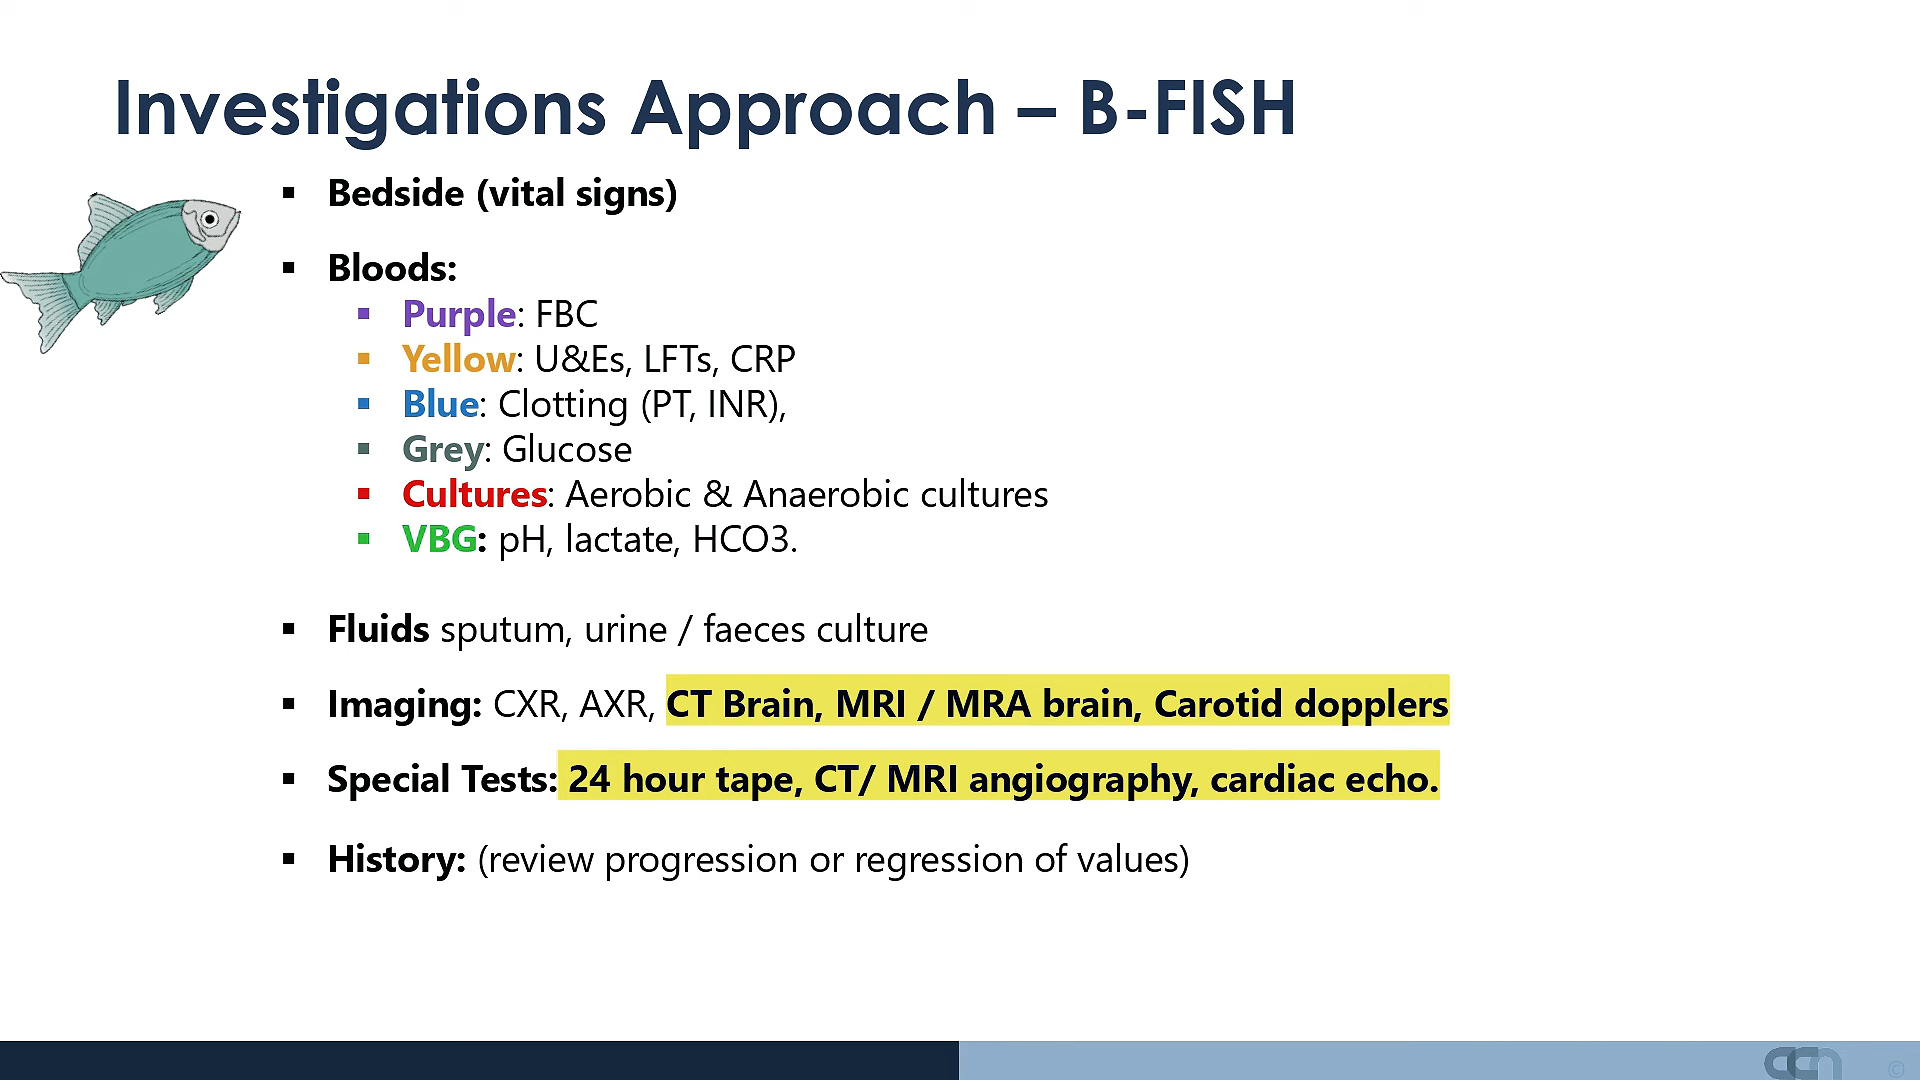 Investigations Approach – B-FISH
▪ Bedside (vital signs)
▪ Bloods:
▪ Purple: FBC
▪ Yellow: U&Es, LFTs, CRP
▪ Blue: Clotting (PT, INR),
▪ Grey: Glucose
▪ Cultures: Aerobic & Anaerobic cultures
▪ VBG: pH, lactate, HCO3.
▪ Fluids sputum, urine / faeces culture
▪ Imaging: CXR, AXR, CT Brain, MRI / MRA brain, Carotid dopplers
▪ Special Tests: 24 hour tape, CT/ MRI angiography, cardiac echo.
▪ History: (review progression or regression of values)
©